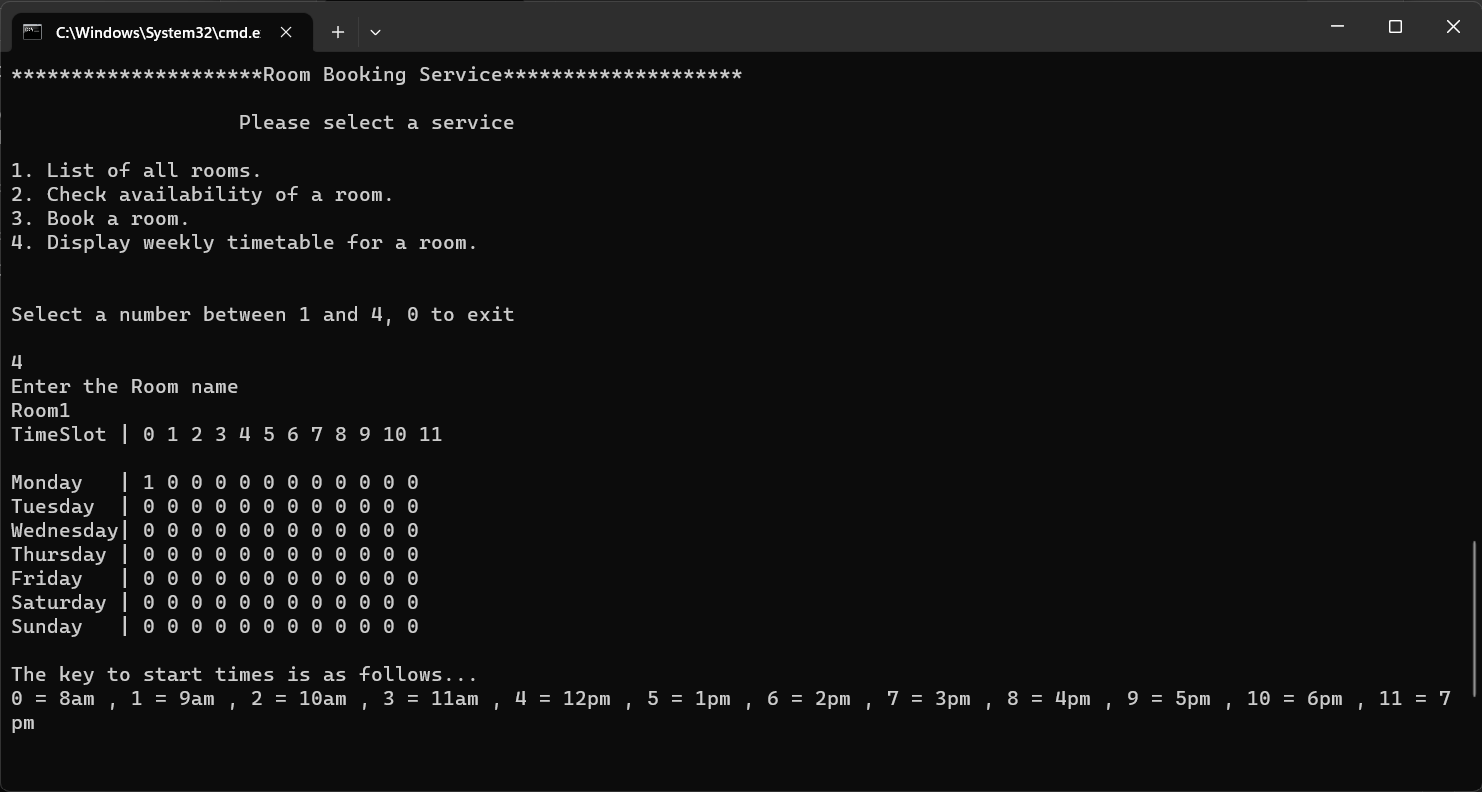 C:\Windows\System32\cmd.e
*********************Room Booking Service********************
Please select a service
1. List of all rooms.
2. Check availability of a room.
3. Book a room.
4. Display weekly timetable for a room.
Select a number between 1 and 4, 0 to exit
4
Enter the Room name
Room1
TimeSlot | 0 1 2 3 4 5 6 7 8 9 10 11
Monday   | 1 0 0 0 0 0 0 0 0 0 0 0
Tuesday  | 0 0 0 0 0 0 0 0 0 0 0 0
Wednesday| 0 0 0 0 0 0 0 0 0 0 0 0
Thursday | 0 0 0 0 0 0 0 0 0 0 0 0
Friday   | 0 0 0 0 0 0 0 0 0 0 0 0
Saturday | 0 0 0 0 0 0 0 0 0 0 0 0
Sunday   | 0 0 0 0 0 0 0 0 0 0 0 0
The key to start times is as follows...
0 = 8am , 1 = 9am , 2 = 10am , 3 = 11am , 4 = 12pm , 5 = 1pm , 6 = 2pm , 7 = 3pm , 8 = 4pm , 9 = 5pm , 10 = 6pm , 11 = 7
pm